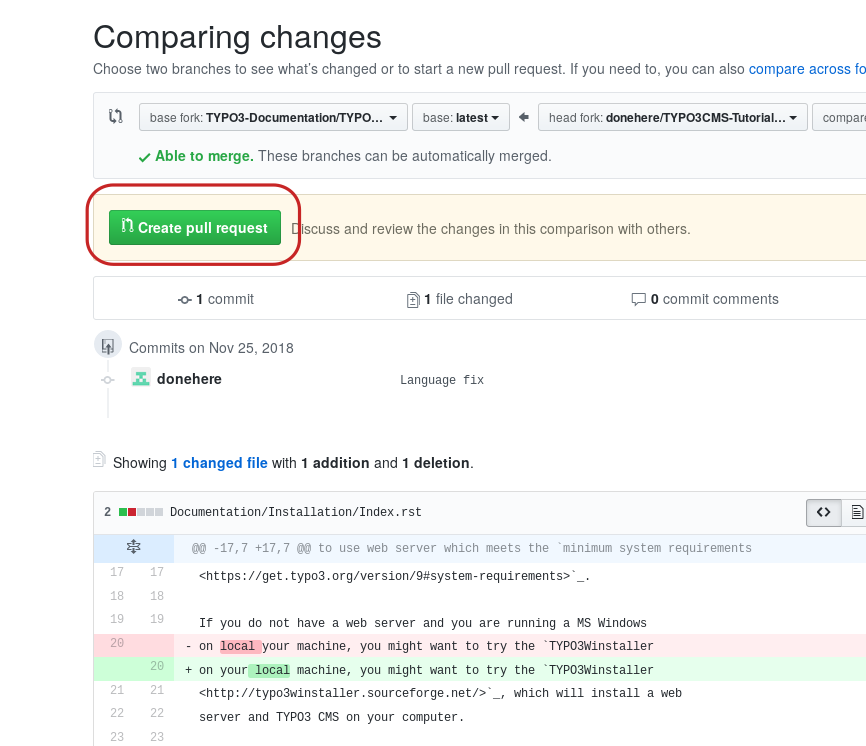 Comparing changes
Choose two branches to see what's changed or to start a new pull request. If you need to, you can also compare across fo
base fork: TYPO3-Documentation/TYPO... base: latest head fork: donehere/TYPO3CMS-Tutorial... compare
Able to merge. These branches can be automatically merged.
Create pull request Discuss and review the changes in this comparison with others.
1 commit 1 file changed 0 commit comments
Commits on Nov 25, 2018
donehere Language fix
Showing 1 changed file with 1 addition and 1 deletion.
2 Documentation/Installation/Index.rst
@@ -17,7 +17,7 @@ to use web server which meets the `minimum system requirements
17 17 <https://get.typo3.org/version/9#system-requirements>`_.
18 18
19 19 If you do not have a web server and you are running a MS Windows
20 - on local your machine, you might want to try the `TYPO3Winstaller
20 + on your local machine, you might want to try the `TYPO3Winstaller
21 21 <http://typo3winstaller.sourceforge.net/>`_, which will install a web
22 22 server and TYPO3 CMS on your computer.
23 23